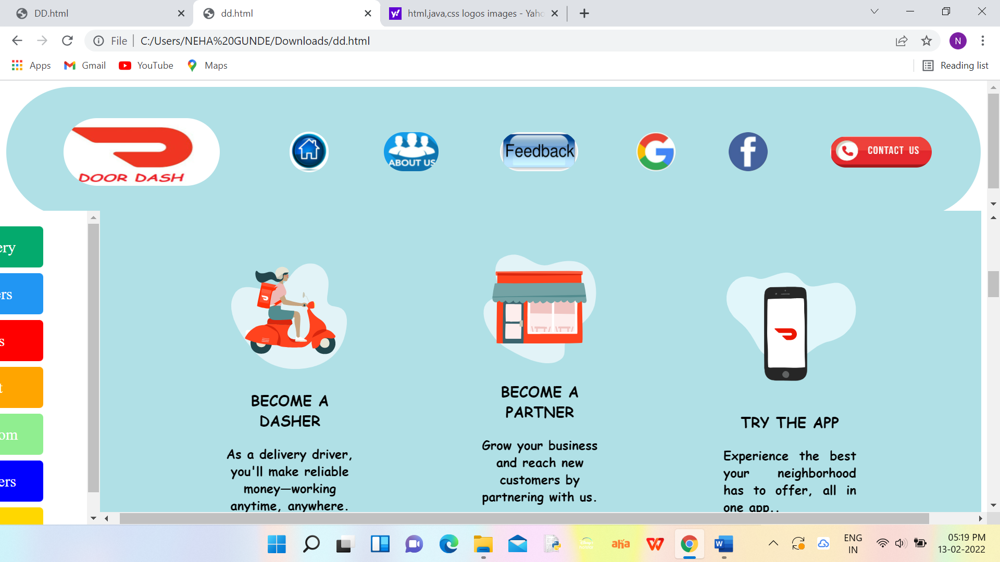 DD.html
dd.html
html,java,css logos images - Yaho
File
C:/Users/NEHA%20GUNDE/Downloads/dd.html
N
Apps
Gmail
YouTube
Maps
Reading list
DOOR DASH
ABOUT US
Feedback
CONTACT US
ery
ers
s
t
om
ers
BECOME A
DASHER
As a delivery driver,
you'll make reliable
money—working
anytime, anywhere.
BECOME A
PARTNER
Grow your business
and reach new
customers by
partnering with us.
TRY THE APP
Experience the best
your neighborhood
has to offer, all in
one app..
aha
W
ENG
IN
05:19 PM
13-02-2022